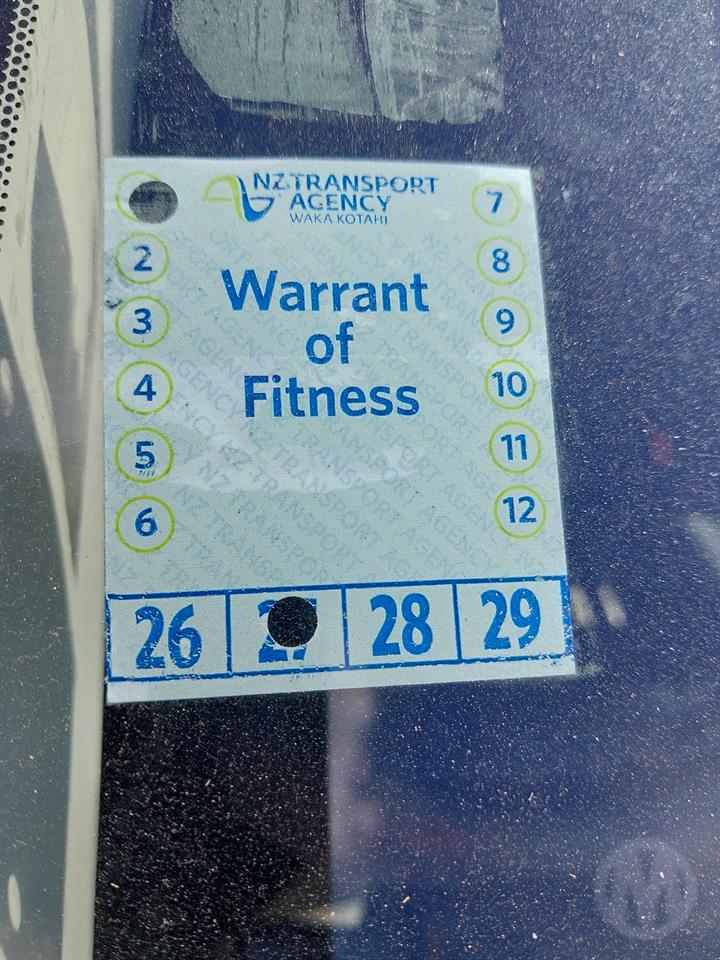 NZ TRANSPORT
AGENCY
WAKA KOTAHI
Warrant
of
Fitness
2
3
4
5
6
7
8
9
10
11
12
26 27 28 29
M